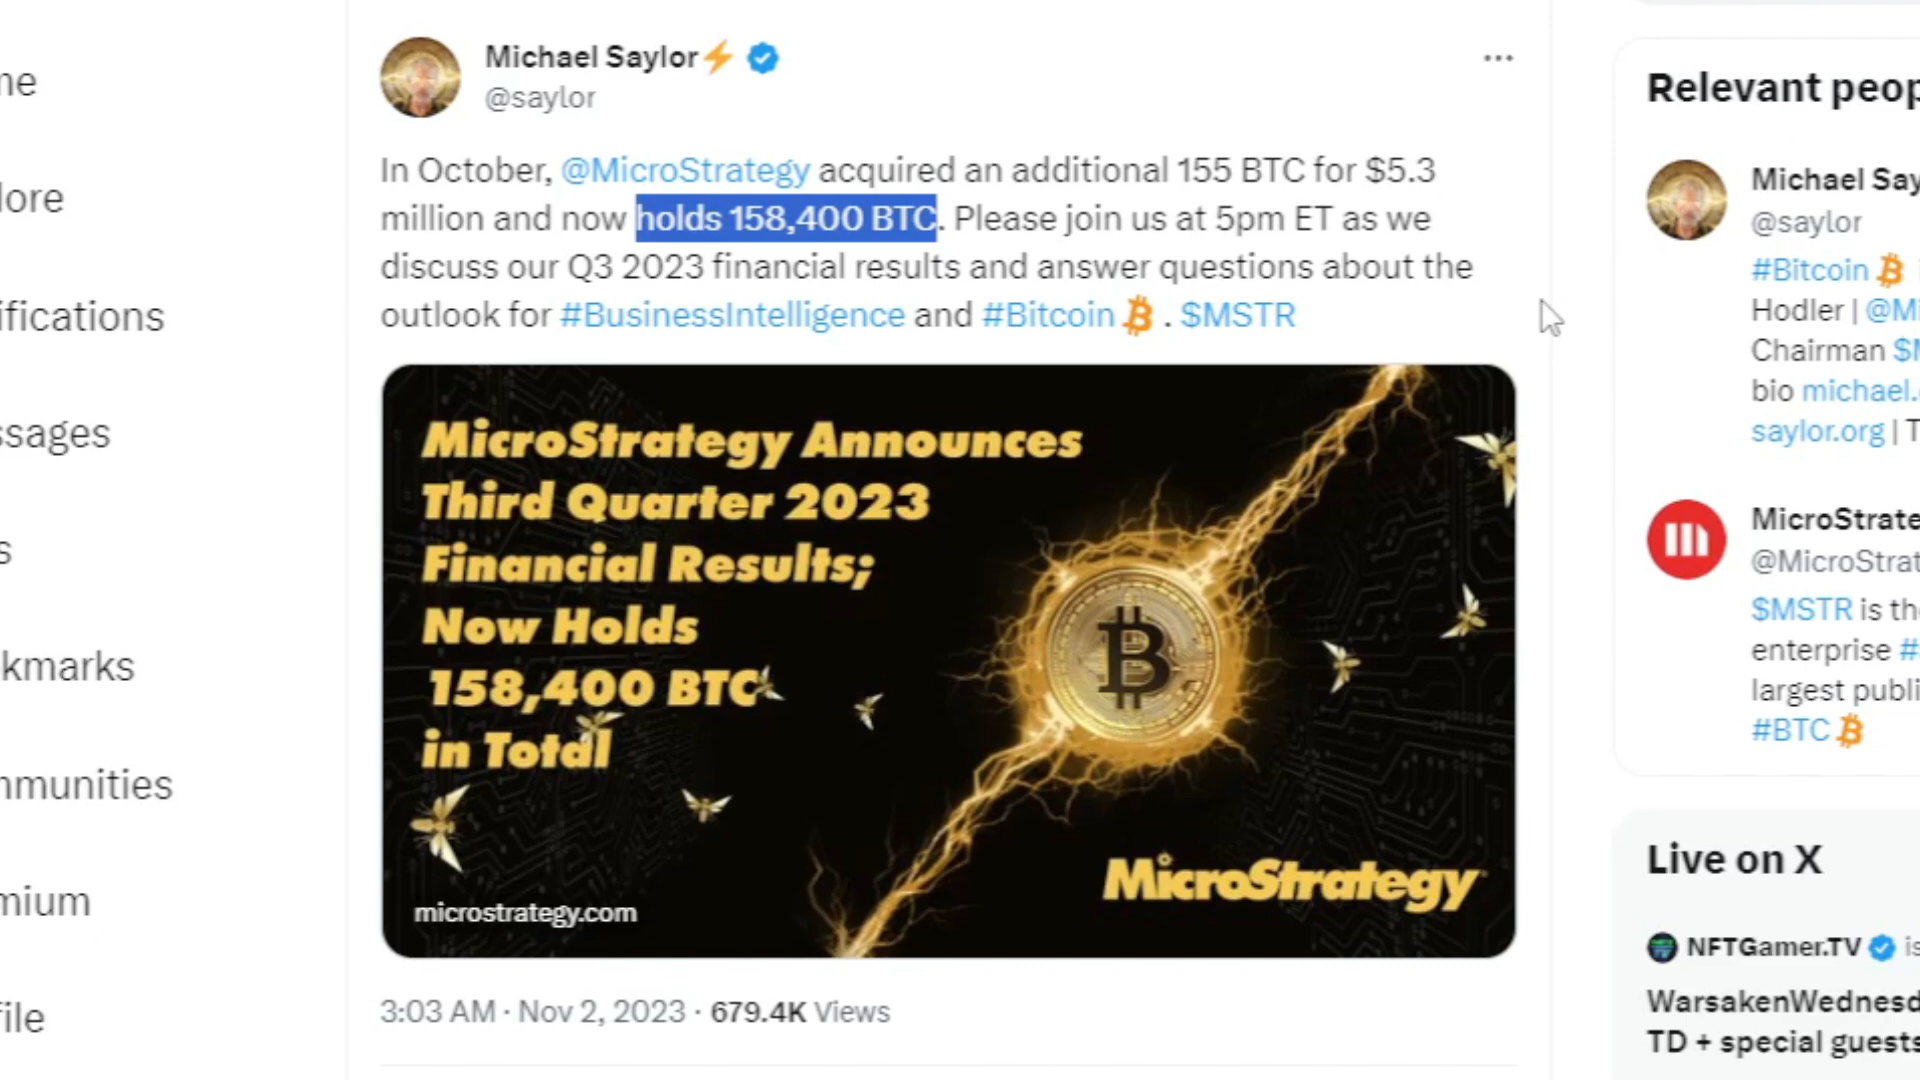 me
lore
ifications
ssages
s
kmarks
mmunities
mium
file
Michael Saylor⚡
@saylor
In October, @MicroStrategy acquired an additional 155 BTC for $5.3
million and now holds 158,400 BTC. Please join us at 5pm ET as we
discuss our Q3 2023 financial results and answer questions about the
outlook for #BusinessIntelligence and #Bitcoin . $MSTR
MicroStrategy Announces
Third Quarter 2023
Financial Results;
Now Holds
158,400 BTC
in Total
microstrategy.com
MicroStrategy
3:03 AM · Nov 2, 2023 · 679.4K Views
Relevant peop
Michael Say
@saylor
#Bitcoin
Hodler | @Mi
Chairman $M
bio michael.
saylor.org | T
MicroStrate
@MicroStrat
$MSTR is the
enterprise #
largest publi
#BTC
Live on X
NFTGamer.TV is
WarsakenWednesd
TD + special guests